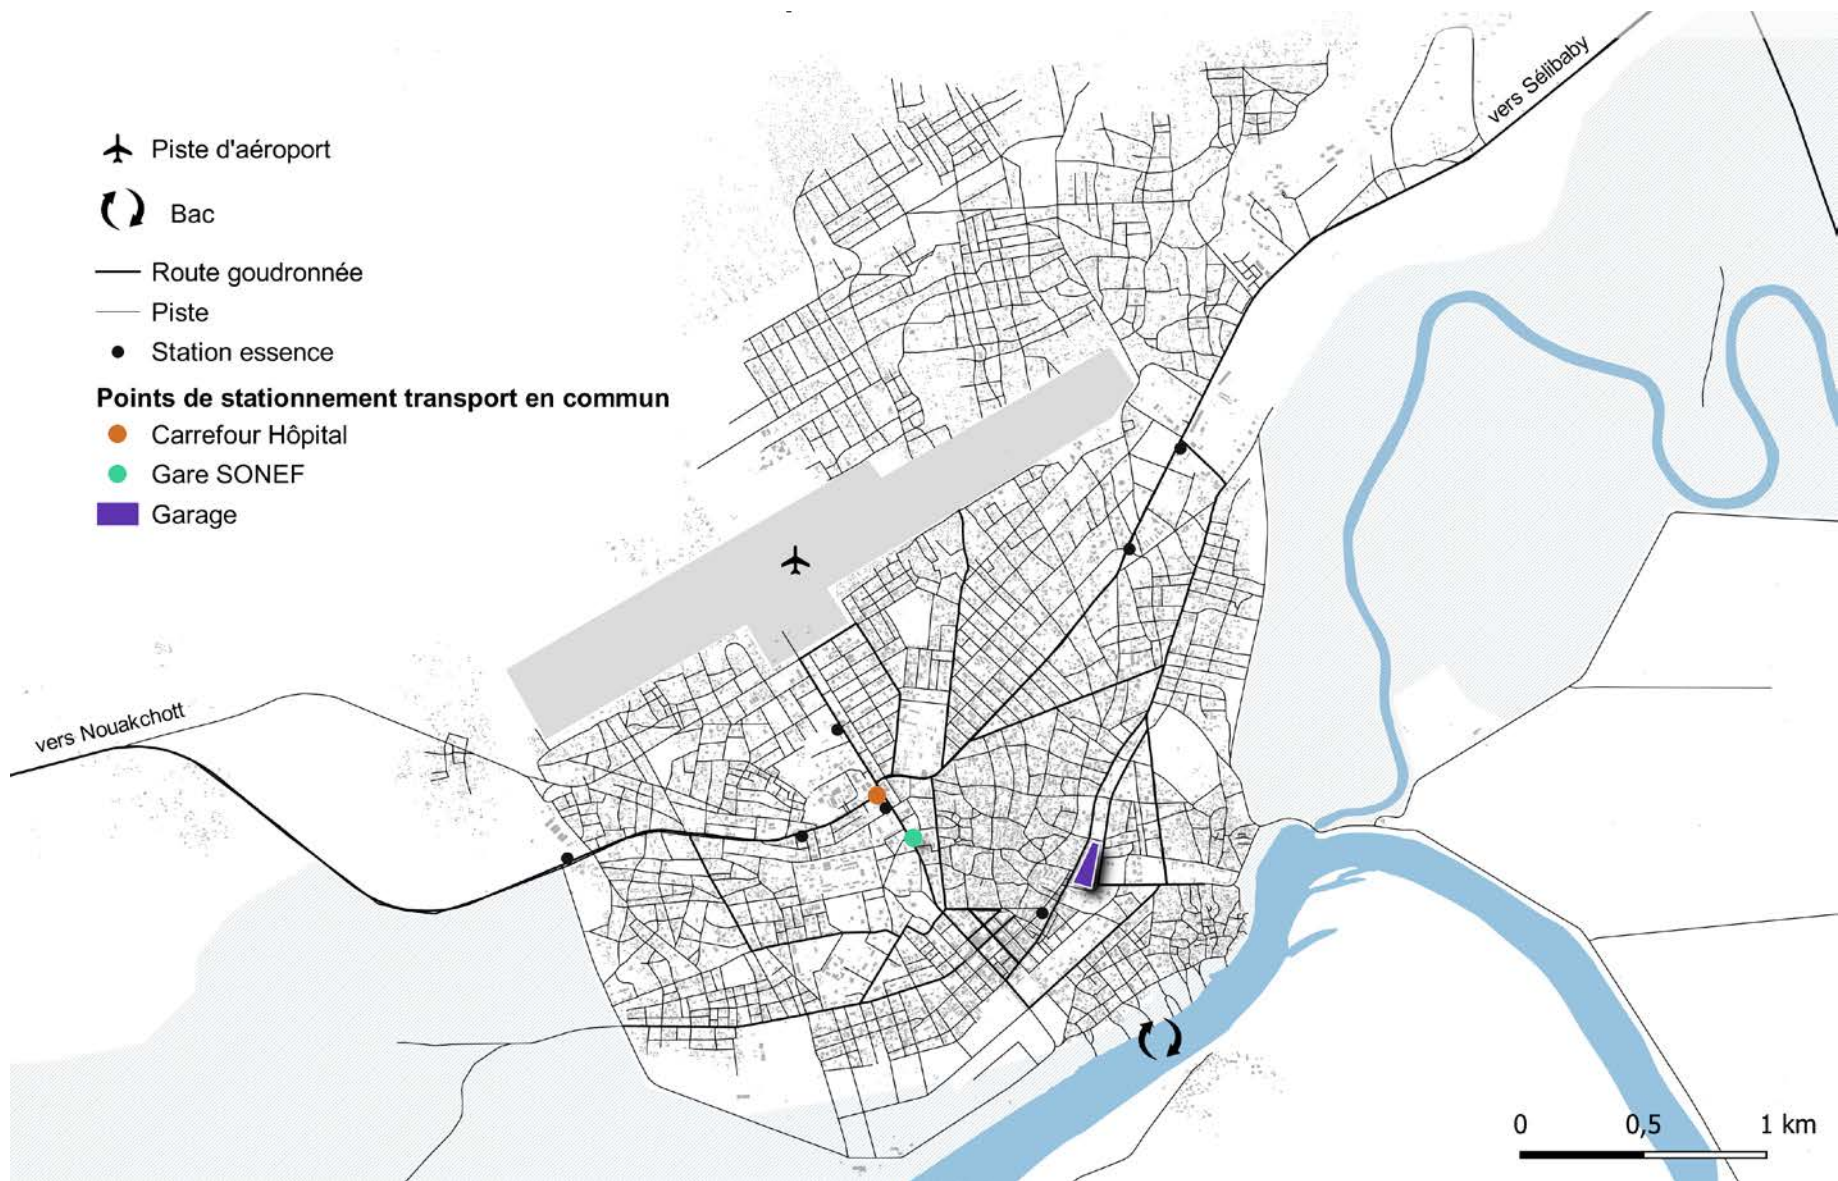 Piste d'aéroport
Bac
Route goudronnée
Piste
Station essence
Points de stationnement transport en commun
Carrefour Hôpital
Gare SONEF
Garage
vers Sélibaby
vers Nouakchott
0 0,5 1 km